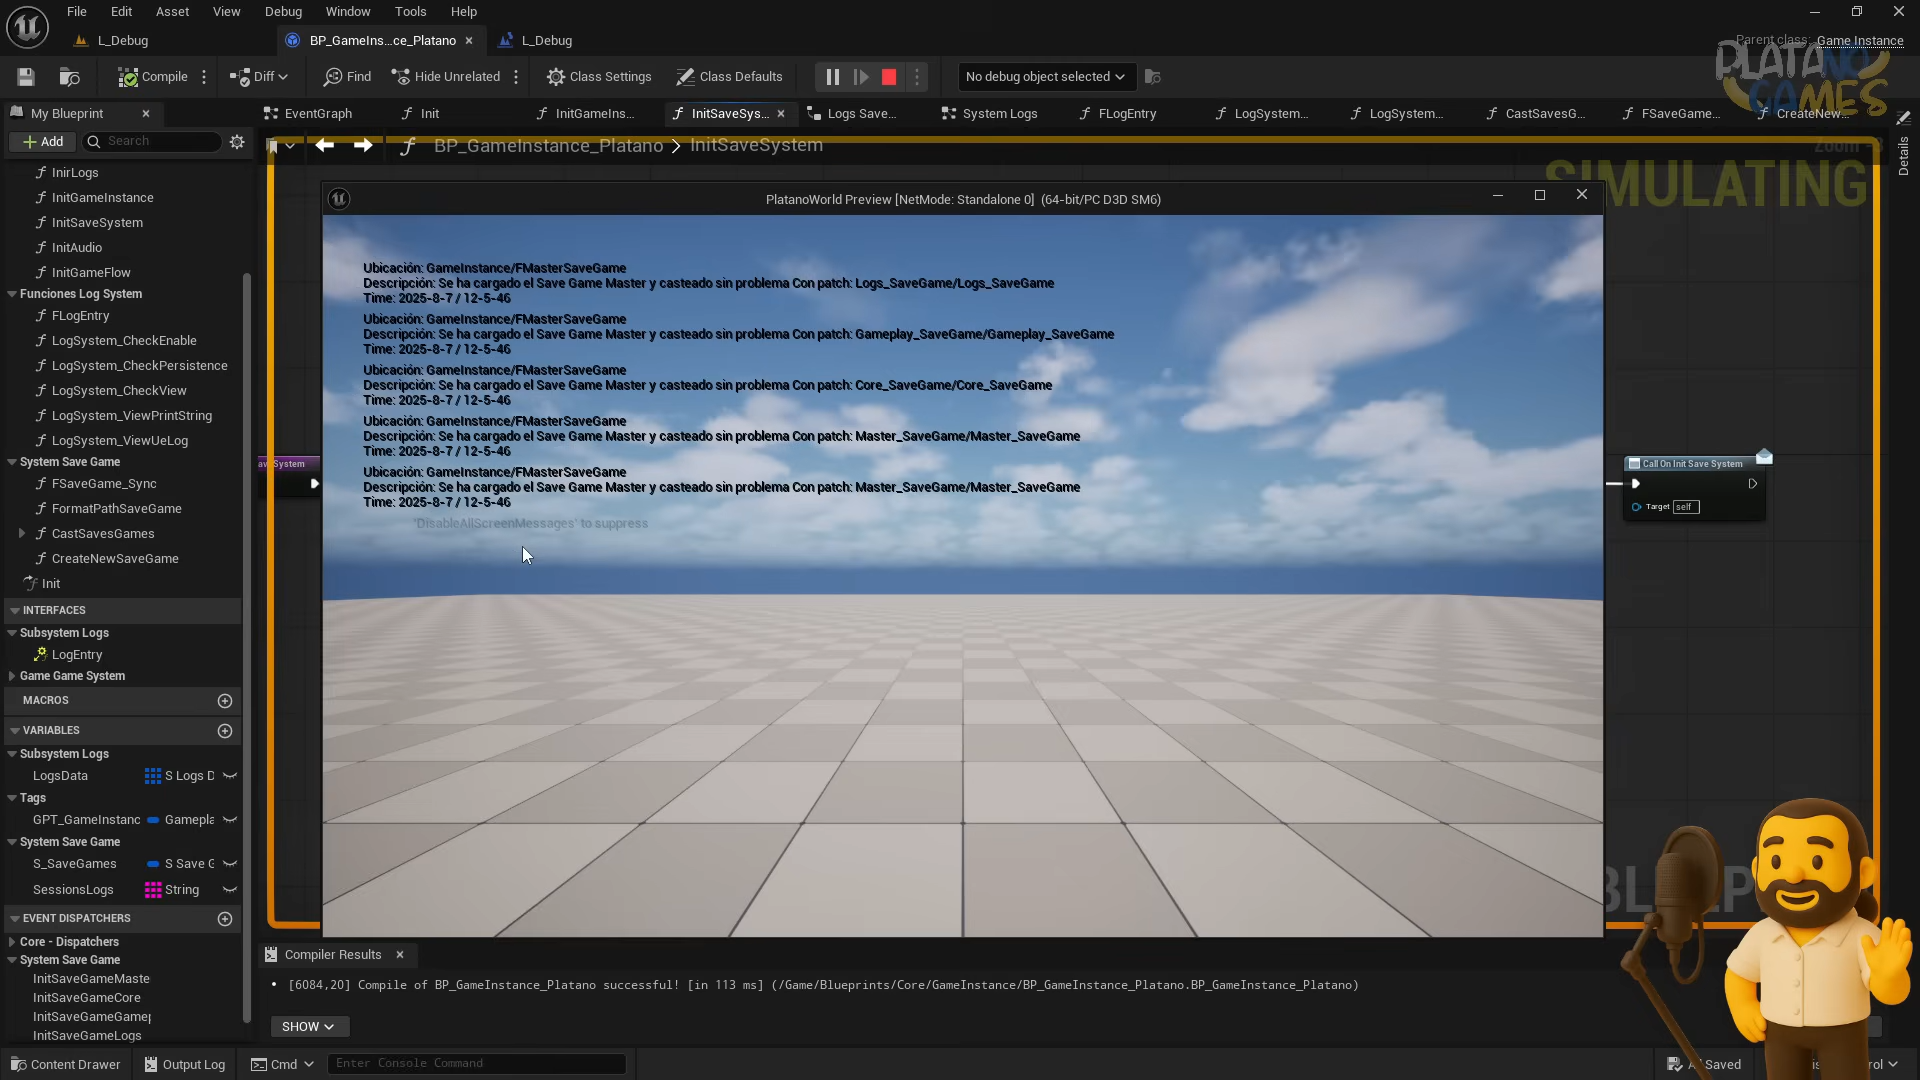 File Edit Asset View Debug Window Tools Help
L_Debug BP_GameIns...ce_Platano L_Debug
Parent class: Game Instance
PLATANO GAMES
Compile Diff Find Hide Unrelated Class Settings Class Defaults No debug object selected
My Blueprint EventGraph Init InitGameIns... InitSaveSys... Logs Save... System Logs FLogEntry LogSystem... LogSystem... CastSavesG... FSaveGame... CreateNew...
Add Search
BP_GameInstance_Platano > InitSaveSystem
Details
SIMULATING
InirLogs
InitGameInstance
InitSaveSystem
InitAudio
InitGameFlow
Funciones Log System
FLogEntry
LogSystem_CheckEnable
LogSystem_CheckPersistence
LogSystem_CheckView
LogSystem_ViewPrintString
LogSystem_ViewUeLog
System Save Game
FSaveGame_Sync
FormatPathSaveGame
CastSavesGames
CreateNewSaveGame
Init
INTERFACES
Subsystem Logs
LogEntry
Game Game System
MACROS
VARIABLES
Subsystem Logs
LogsData S Logs D
Tags
GPT_GameInstanc Gamepla
System Save Game
S_SaveGames S Save G
SessionsLogs String
EVENT DISPATCHERS
Core - Dispatchers
System Save Game
InitSaveGameMaste
InitSaveGameCore
InitSaveGameGamep
InitSaveGameLogs
PlatanoWorld Preview [NetMode: Standalone 0] (64-bit/PC D3D SM6)
Ubicación: GameInstance/FMasterSaveGame
Descripción: Se ha cargado el Save Game Master y casteado sin problema Con patch: Logs_SaveGame/Logs_SaveGame
Time: 2025-8-7 / 12-5-46
Ubicación: GameInstance/FMasterSaveGame
Descripción: Se ha cargado el Save Game Master y casteado sin problema Con patch: Gameplay_SaveGame/Gameplay_SaveGame
Time: 2025-8-7 / 12-5-46
Ubicación: GameInstance/FMasterSaveGame
Descripción: Se ha cargado el Save Game Master y casteado sin problema Con patch: Core_SaveGame/Core_SaveGame
Time: 2025-8-7 / 12-5-46
Ubicación: GameInstance/FMasterSaveGame
Descripción: Se ha cargado el Save Game Master y casteado sin problema Con patch: Master_SaveGame/Master_SaveGame
Time: 2025-8-7 / 12-5-46
Ubicación: GameInstance/FMasterSaveGame
Descripción: Se ha cargado el Save Game Master y casteado sin problema Con patch: Master_SaveGame/Master_SaveGame
Time: 2025-8-7 / 12-5-46
'DisableAllScreenMessages' to suppress
System
Call On Init Save System
Target self
Compiler Results
[6084,20] Compile of BP_GameInstance_Platano successful! [in 113 ms] (/Game/Blueprints/Core/GameInstance/BP_GameInstance_Platano.BP_GameInstance_Platano)
SHOW
Content Drawer Output Log Cmd Enter Console Command Saved